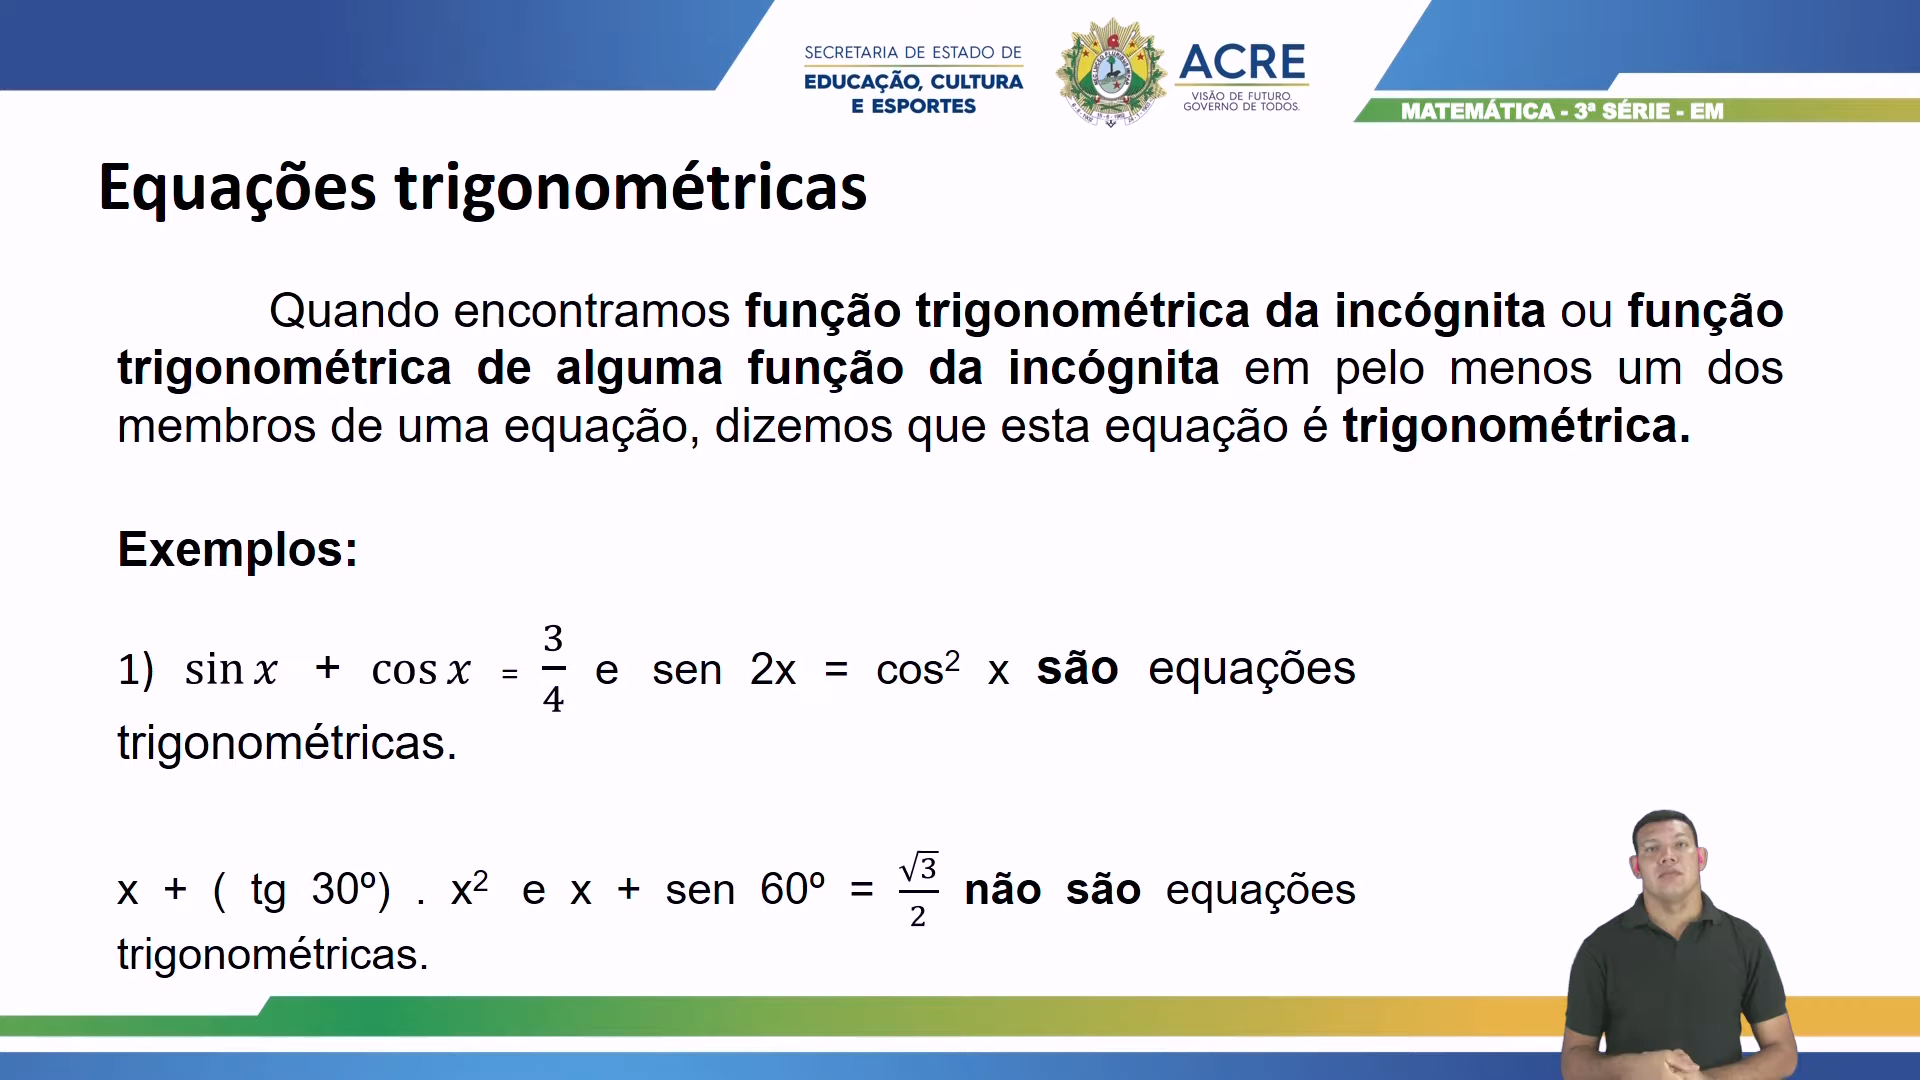 SECRETARIA DE ESTADO DE
EDUCAÇÃO, CULTURA
E ESPORTES
ACRE
VISÃO DE FUTURO.
GOVERNO DE TODOS.
MATEMÁTICA - 3ª SÉRIE - EM
Equações trigonométricas
Quando encontramos função trigonométrica da incógnita ou função
trigonométrica de alguma função da incógnita em pelo menos um dos
membros de uma equação, dizemos que esta equação é trigonométrica.
Exemplos:
1) sin x + cos x = 3/4 e sen 2x = cos² x são equações
trigonométricas.
x + ( tg 30º) . x² e x + sen 60º = √3/2 não são equações
trigonométricas.